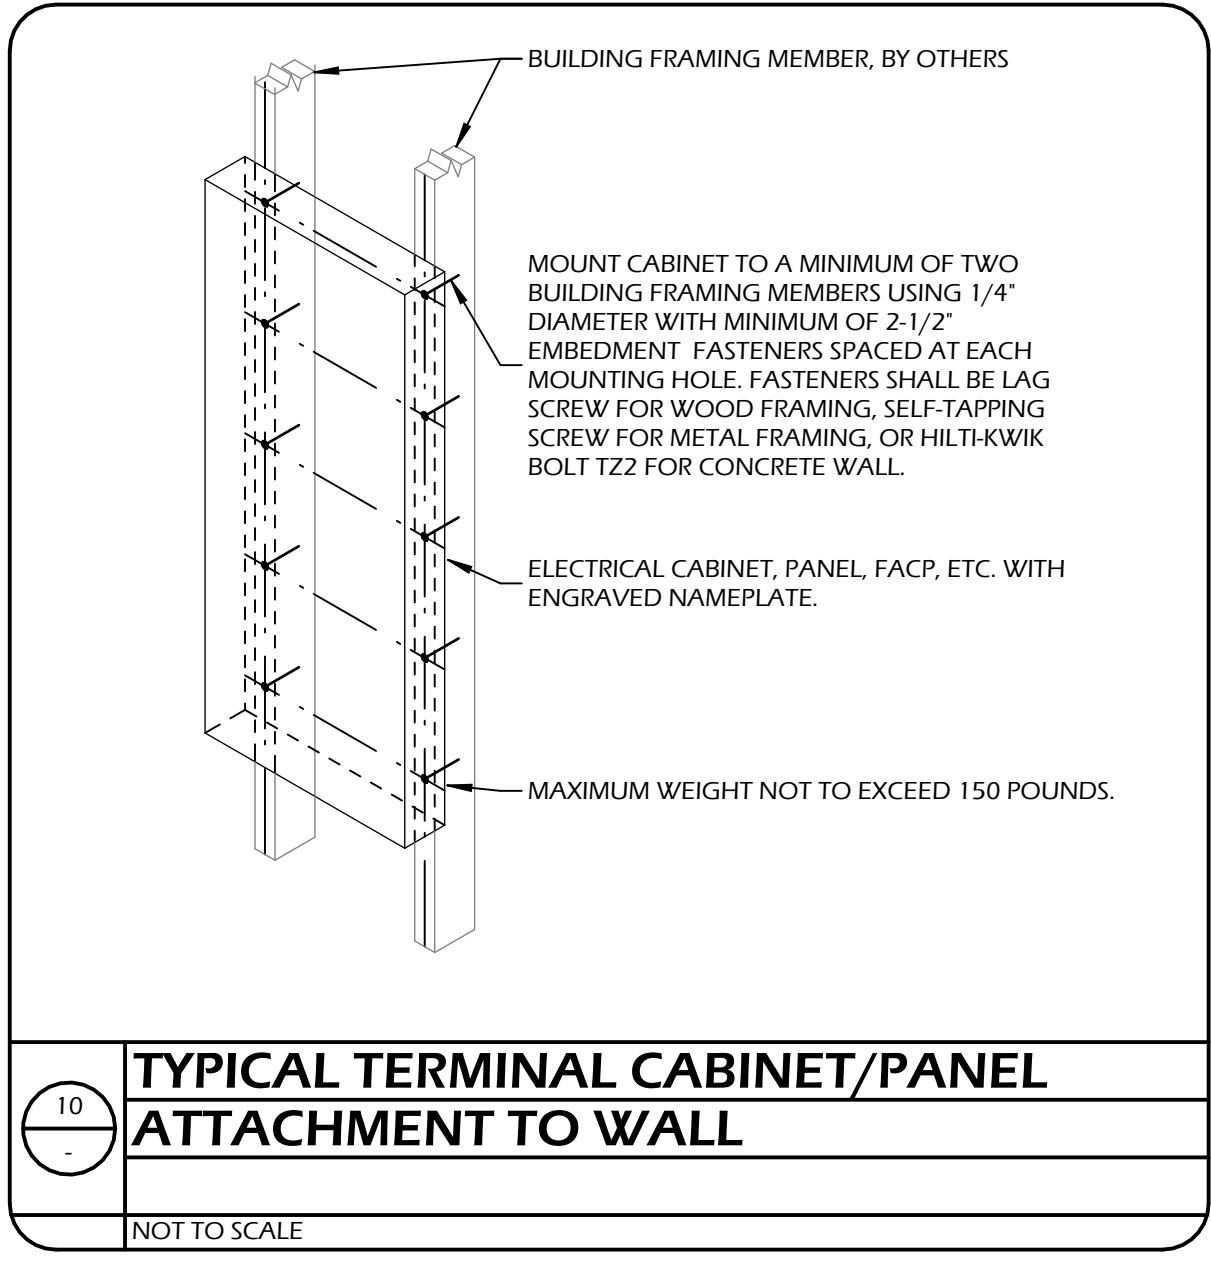 BUILDING FRAMING MEMBER, BY OTHERS
MOUNT CABINET TO A MINIMUM OF TWO
BUILDING FRAMING MEMBERS USING 1/4"
DIAMETER WITH MINIMUM OF 2-1/2"
EMBEDMENT FASTENERS SPACED AT EACH
MOUNTING HOLE. FASTENERS SHALL BE LAG
SCREW FOR WOOD FRAMING, SELF-TAPPING
SCREW FOR METAL FRAMING, OR HILTI-KWIK
BOLT TZ2 FOR CONCRETE WALL.
ELECTRICAL CABINET, PANEL, FACP, ETC. WITH
ENGRAVED NAMEPLATE.
MAXIMUM WEIGHT NOT TO EXCEED 150 POUNDS.
10
-
TYPICAL TERMINAL CABINET/PANEL
ATTACHMENT TO WALL
NOT TO SCALE